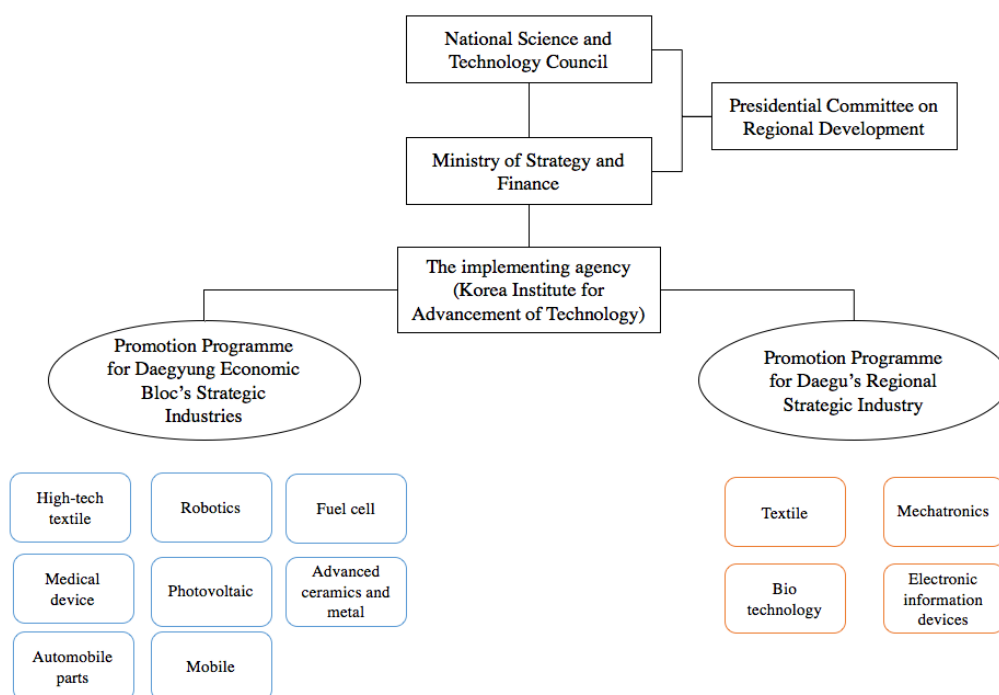 National Science and
Technology Council
Presidential Committee on
Regional Development
Ministry of Strategy and
Finance
The implementing agency
(Korea Institute for
Advancement of Technology)
Promotion Programme
for Daegyung Economic
Bloc's Strategic
Industries
Promotion Programme
for Daegu's Regional
Strategic Industry
High-tech
textile
Robotics
Fuel cell
Medical
device
Photovoltaic
Advanced
ceramics and
metal
Automobile
parts
Mobile
Textile
Mechatronics
Bio
technology
Electronic
information
devices